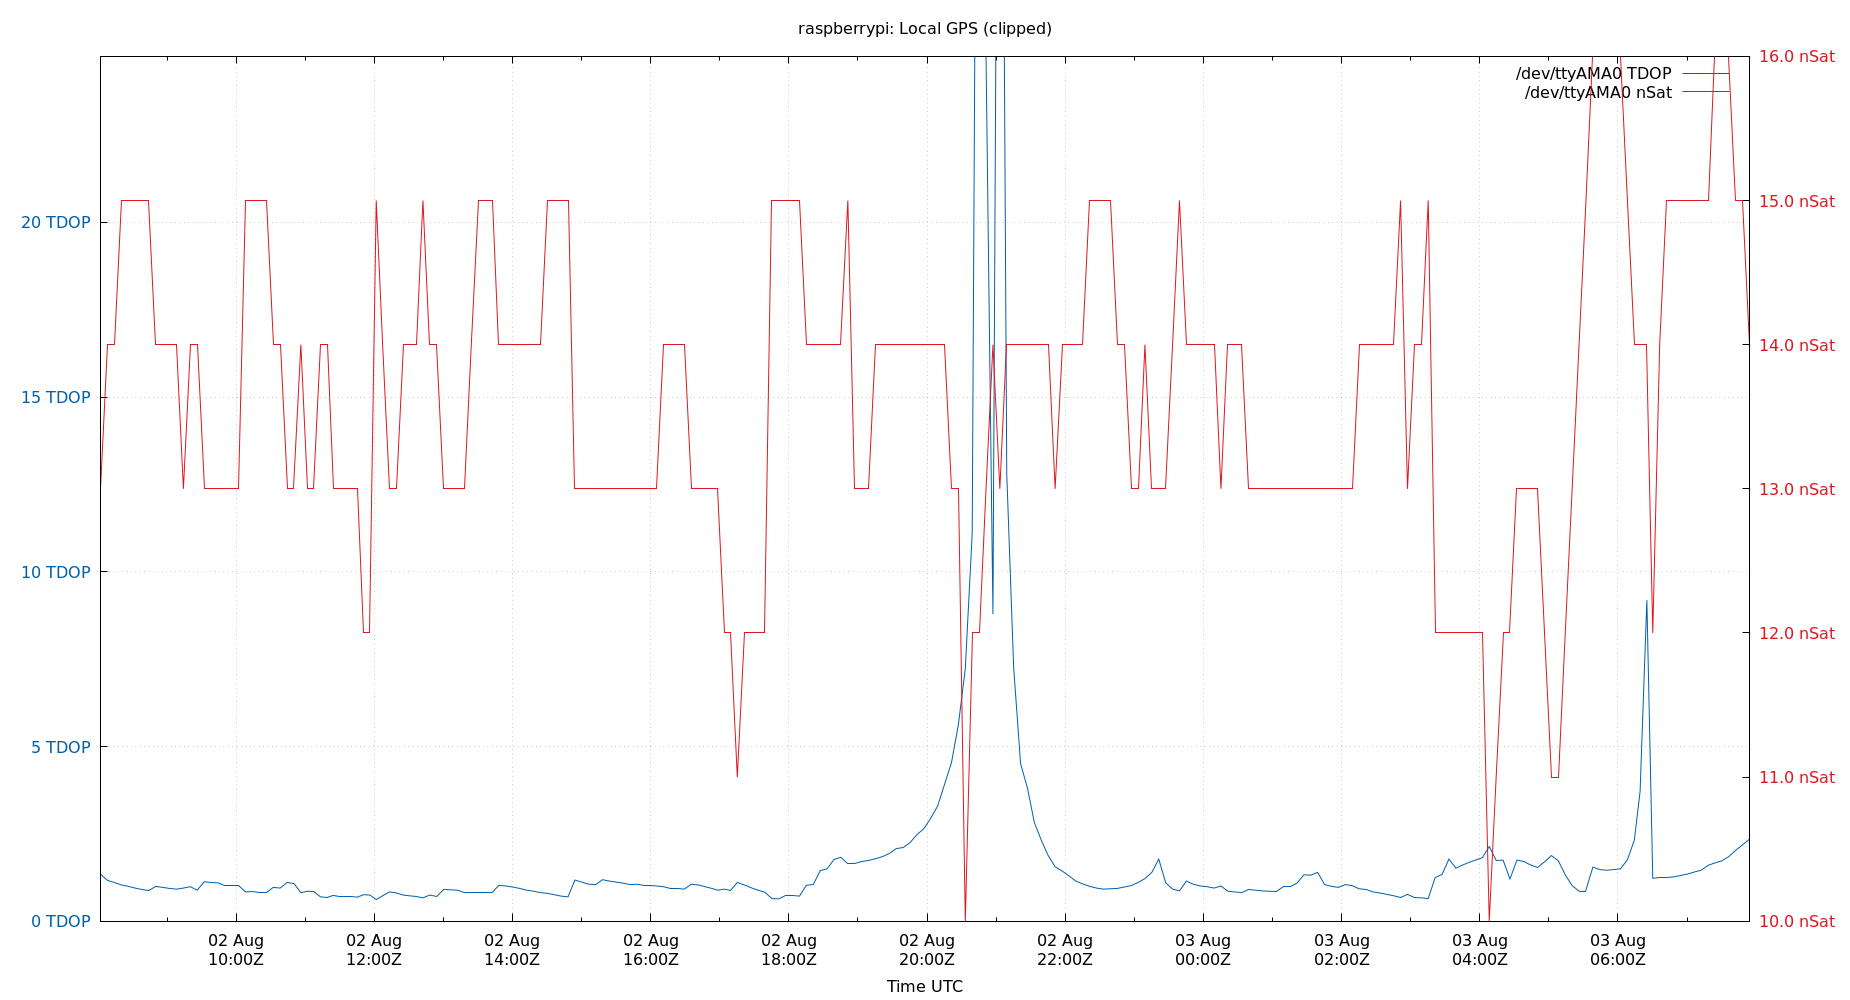 raspberrypi: Local GPS (clipped)
16.0 nSat
/dev/ttyAMA0 TDOP
/dev/ttyAMA0 nSat
15.0 nSat
20 TDOP
14.0 nSat
15 TDOP
13.0 nSat
10 TDOP
12.0 nSat
5 TDOP
11.0 nSat
0 TDOP
10.0 nSat
02 Aug 02 Aug 02 Aug 02 Aug 02 Aug 02 Aug 02 Aug 03 Aug 03 Aug 03 Aug 03 Aug
10:00Z 12:00Z 14:00Z 16:00Z 18:00Z 20:00Z 22:00Z 00:00Z 02:00Z 04:00Z 06:00Z
Time UTC